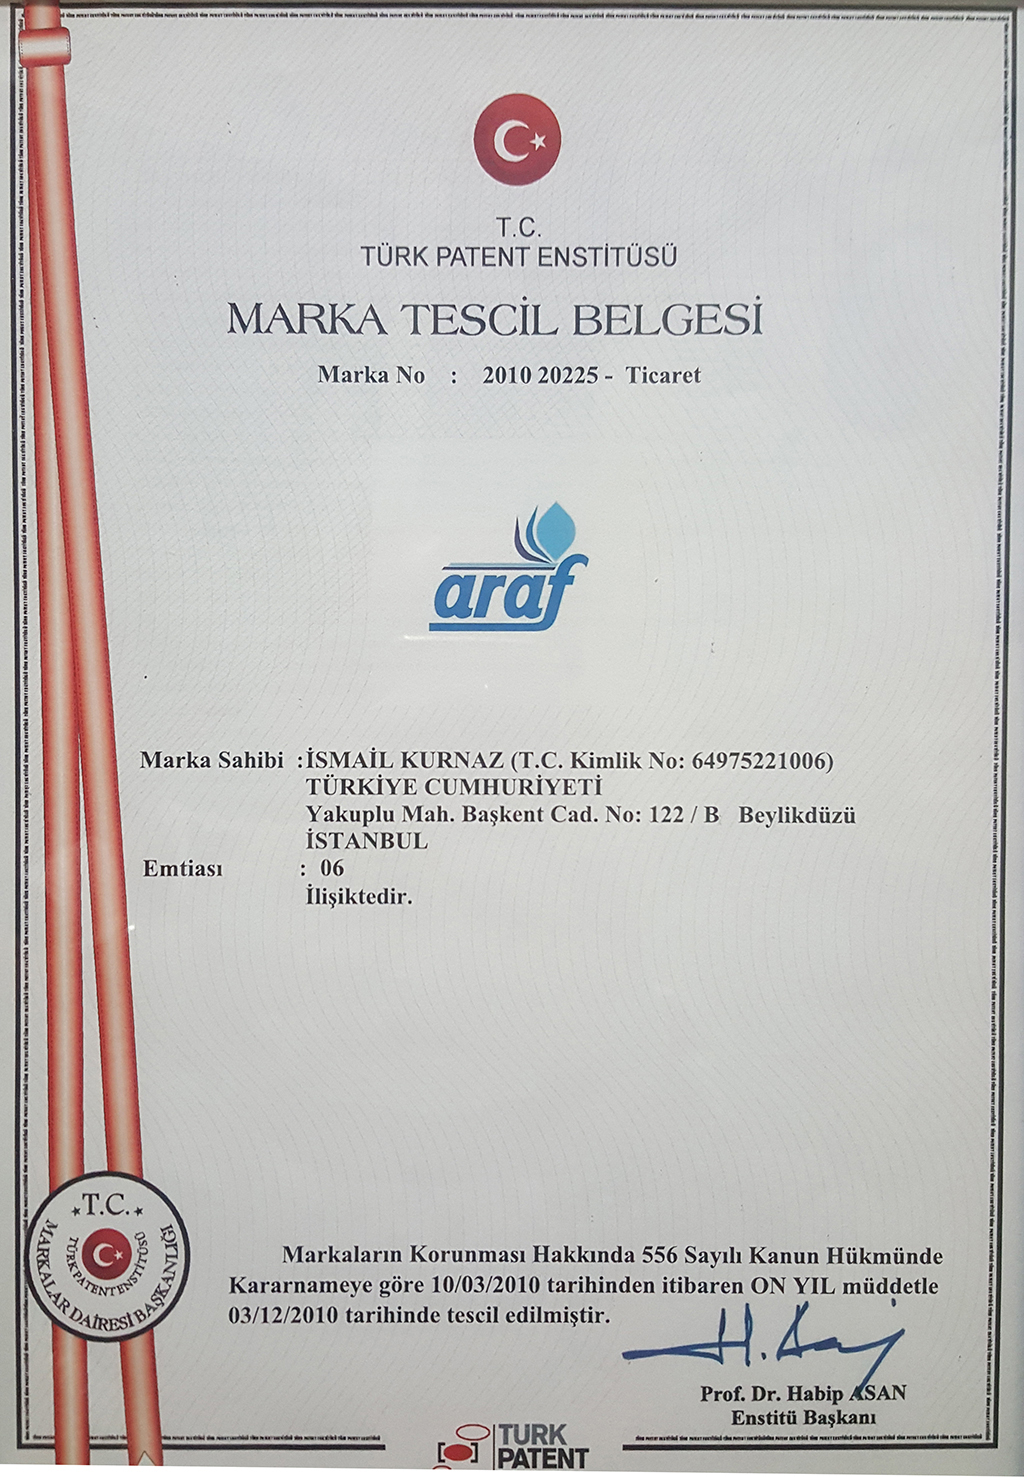 T.C.
TÜRK PATENT ENSTİTÜSÜ
MARKA TESCİL BELGESİ
Marka No : 2010 20225 - Ticaret
araf
Marka Sahibi :İSMAİL KURNAZ (T.C. Kimlik No: 64975221006)
TÜRKİYE CUMHURİYETİ
Yakuplu Mah. Başkent Cad. No: 122 / B Beylikdüzü
İSTANBUL
Emtiası : 06
İlişiktedir.
T.C.
TÜRK PATENT ENSTİTÜSÜ
MARKALAR DAİRESİ BAŞKANLIĞI
Markaların Korunması Hakkında 556 Sayılı Kanun Hükmünde
Kararnameye göre 10/03/2010 tarihinden itibaren ON YIL müddetle
03/12/2010 tarihinde tescil edilmiştir.
Prof. Dr. Habip ASAN
Enstitü Başkanı
TURK
PATENT